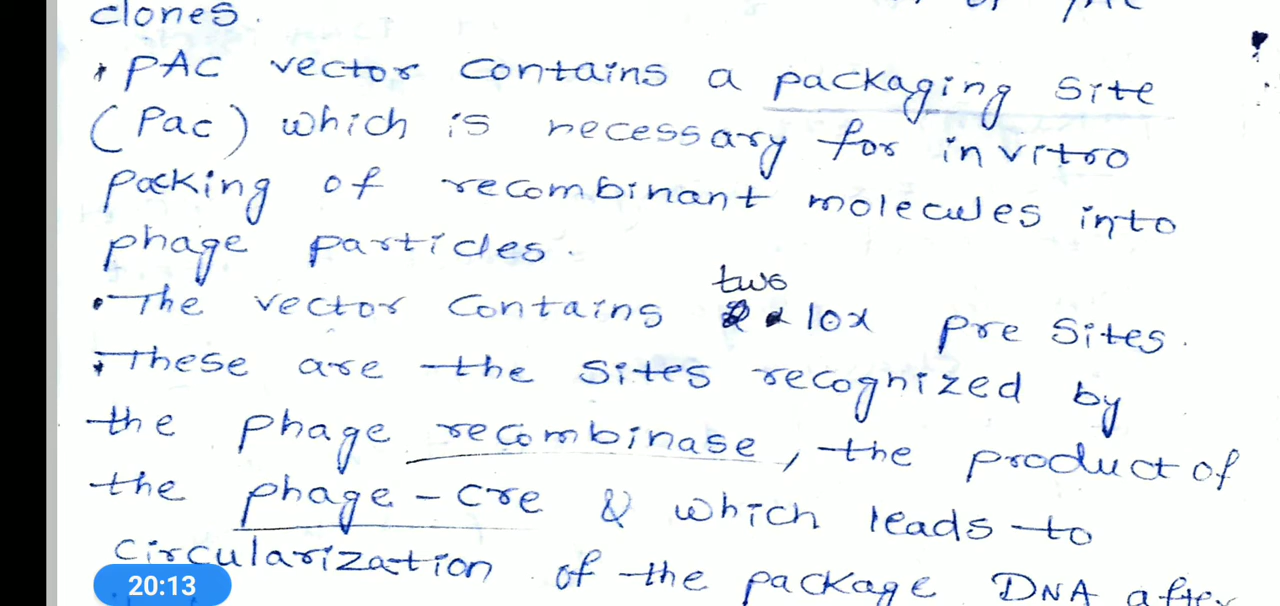 clones.
* PAC vector contains a packaging site
(Pac) which is necessary for in vitro
packing of recombinant molecules into
phage particles.
• The vector contains two lox pre sites.
* These are the sites recognized by
the phage recombinase, the product of
the phage-cre & which leads to
circularization of the package DNA after
20:13